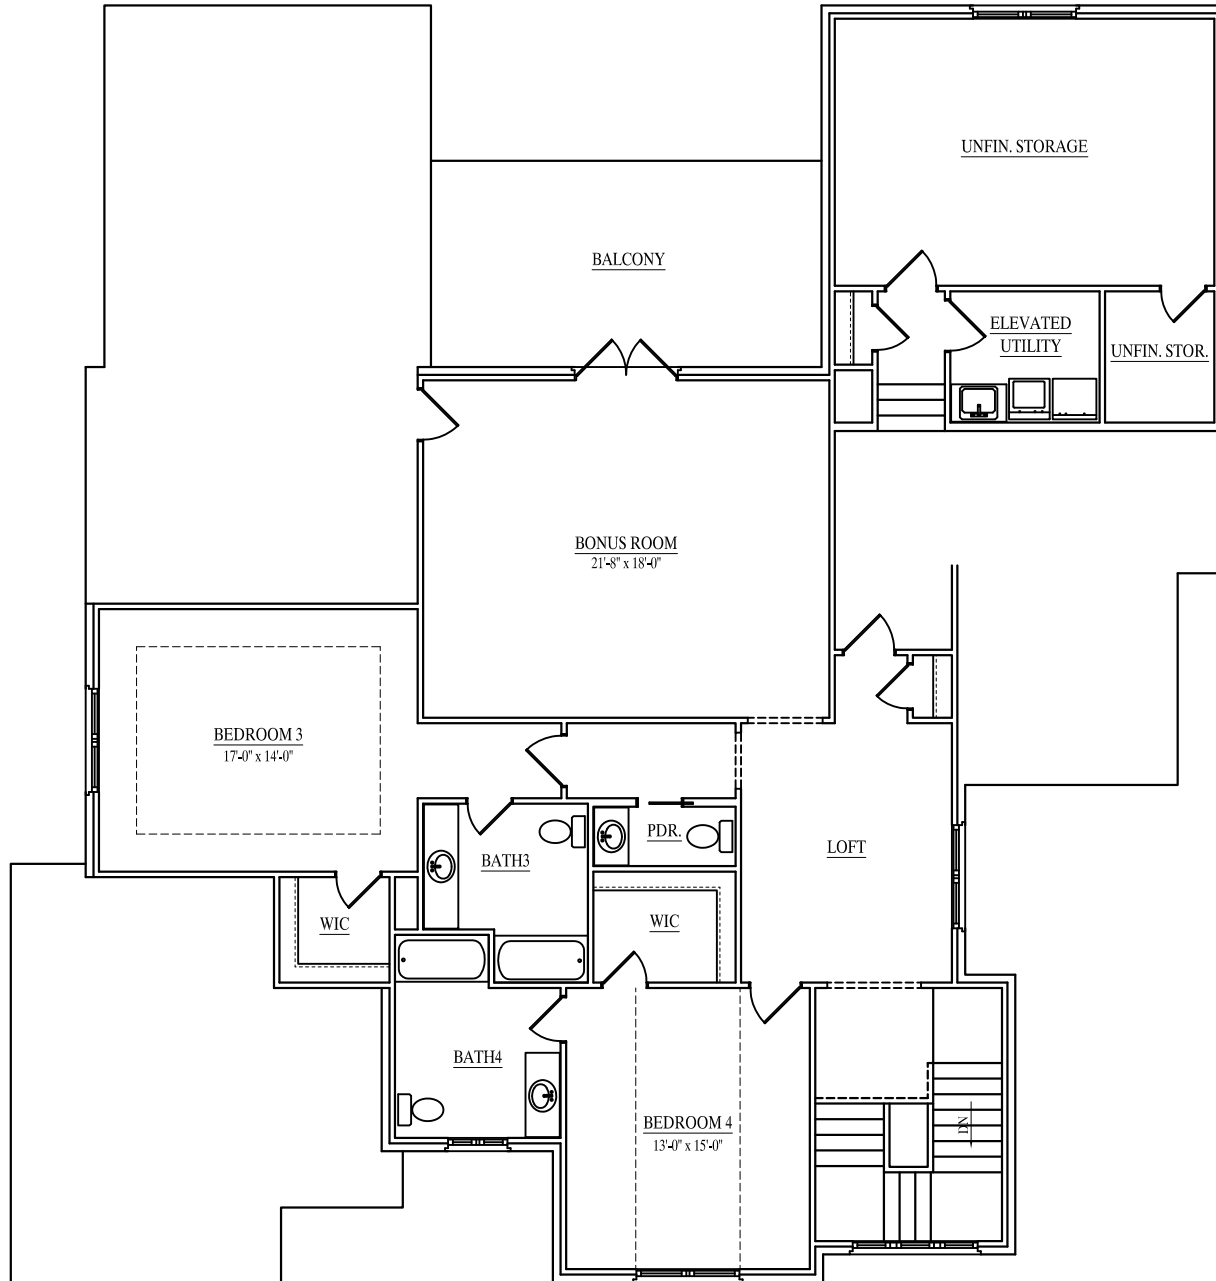 UNFIN. STORAGE
BALCONY
ELEVATED
UTILITY
UNFIN. STOR.
BONUS ROOM
21'-8" x 18'-0"
BEDROOM 3
17'-0" x 14'-0"
PDR.
LOFT
BATH3
WIC
WIC
BATH4
BEDROOM 4
13'-0" x 15'-0"
DN